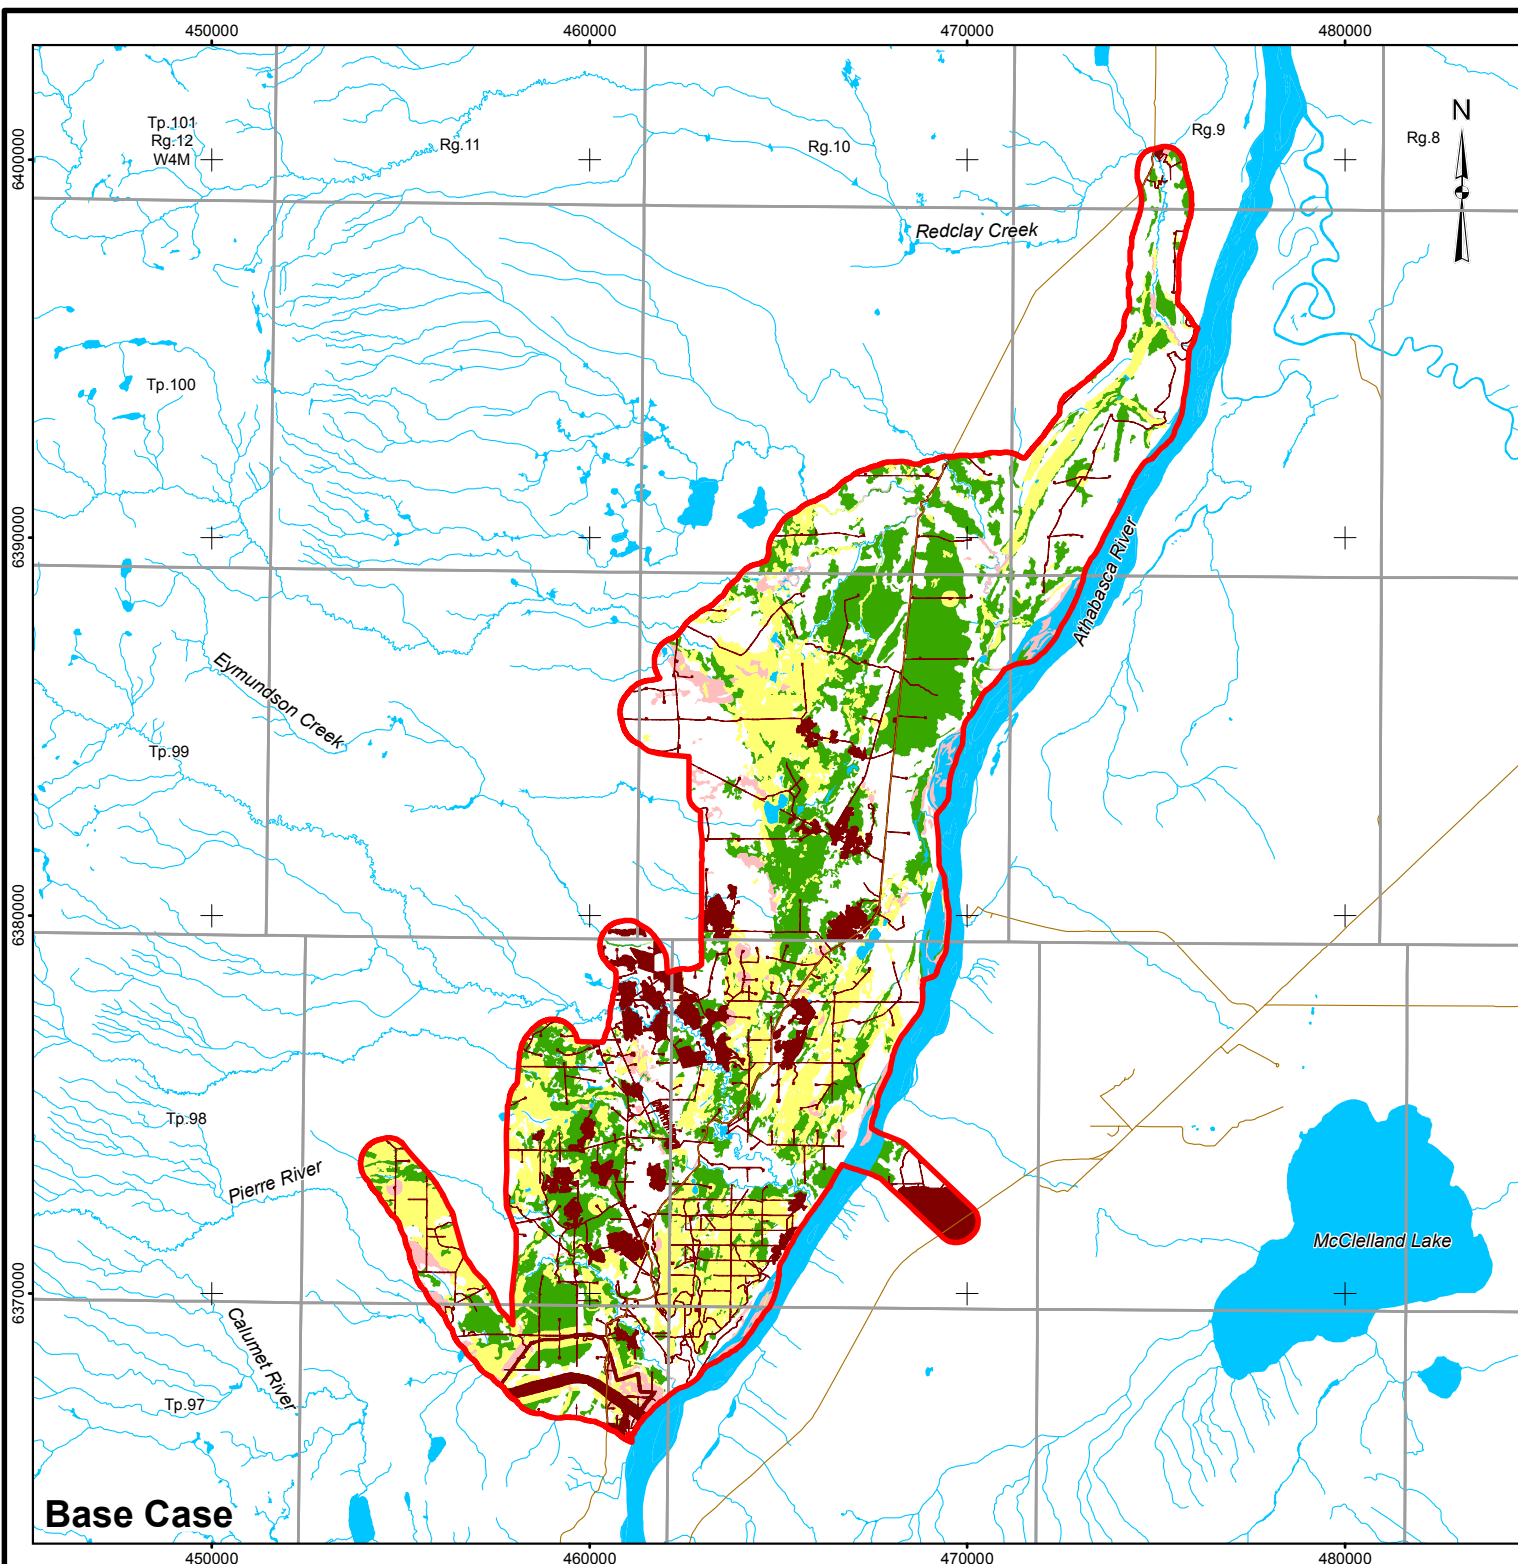 450000 460000 470000 480000
Tp.101
Rg.12
W4M
Rg.11
Rg.10
Rg.9
Rg.8
N
6400000
Redclay Creek
Tp.100
6390000
Athabasca River
Eymundson Creek
Tp.99
6380000
Tp.98
Pierre River
McClelland Lake
6370000
Calumet River
Tp.97
Base Case
450000 460000 470000 480000